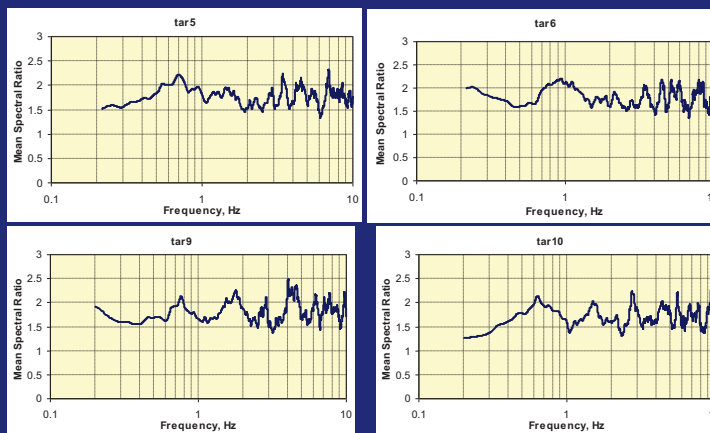 tar5
Mean Spectral Ratio
3
2.5
2
1.5
1
0.5
0
0.1 1 10
Frequency, Hz
tar6
Mean Spectral Ratio
3
2.5
2
1.5
1
0.5
0
0.1 1 1
Frequency, Hz
tar9
Mean Spectral Ratio
3
2.5
2
1.5
1
0.5
0
0.1 1 10
Frequency, Hz
tar10
Mean Spectral Ratio
3
2.5
2
1.5
1
0.5
0
0.1 1 1
Frequency, Hz